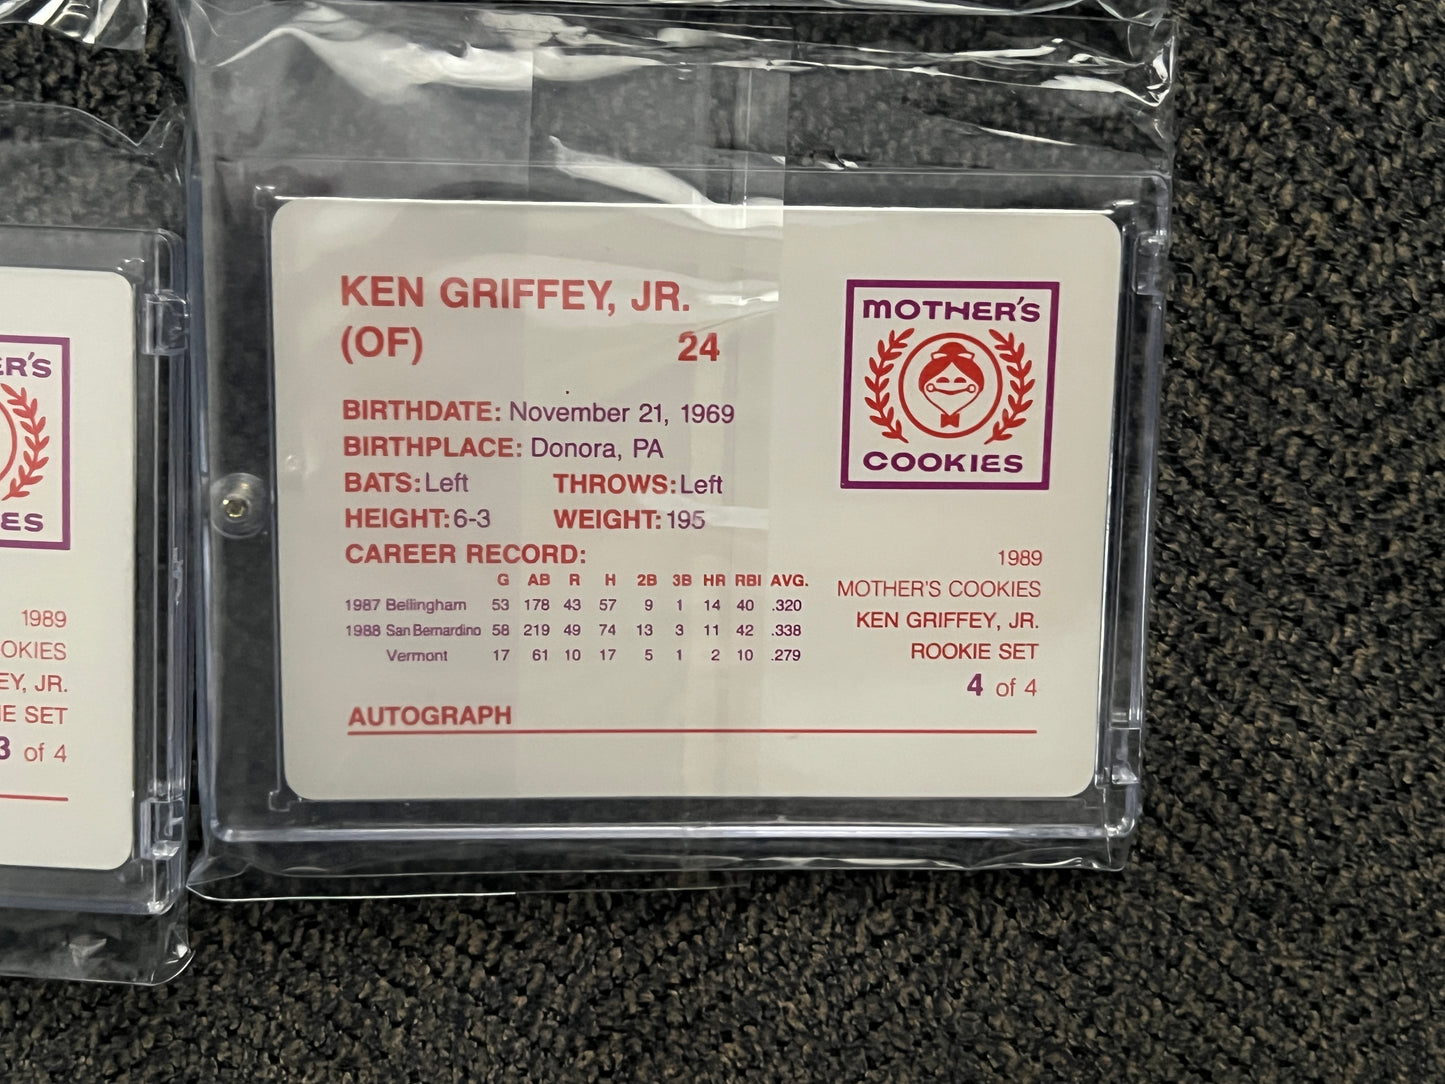 KEN GRIFFEY, JR.
(OF) 24
BIRTHDATE: November 21, 1969
BIRTHPLACE: Donora, PA
BATS: Left THROWS: Left
HEIGHT: 6-3 WEIGHT: 195
CAREER RECORD:
G AB R H 2B 3B HR RBI AVG.
1987 Bellingham 53 178 43 57 9 1 14 40 .320
1988 San Bernardino 58 219 49 74 13 3 11 42 .338
Vermont 17 61 10 17 5 1 2 10 .279
AUTOGRAPH
MOTHER'S
COOKIES
1989
MOTHER'S COOKIES
KEN GRIFFEY, JR.
ROOKIE SET
4 of 4
ER'S
ES
1989
OKIES
EY, JR.
IE SET
3 of 4